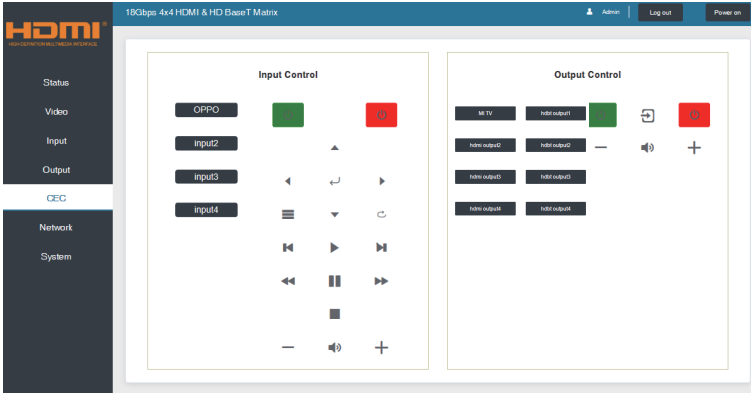 HDMI®
HIGH-DEFINITION MULTIMEDIA INTERFACE
18Gbps 4x4 HDMI & HD BaseT Matrix
Admin
Log out
Power on
Status
Video
Input
Output
CEC
Network
System
Input Control
OPPO
input2
input3
input4
Output Control
MI TV
hdbt output1
hdmi output2
hdbt output2
hdmi output3
hdbt output3
hdmi output4
hdbt output4